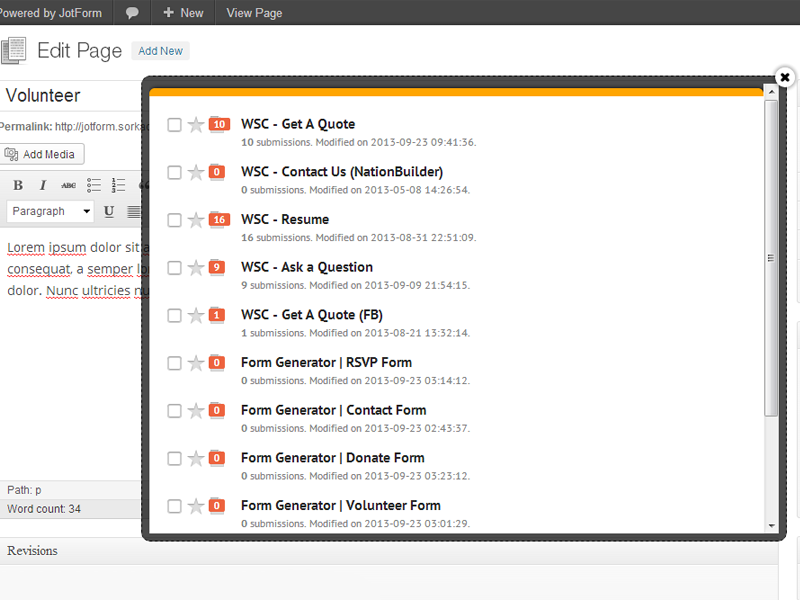 Powered by JotForm
New
View Page
Edit Page
Add New
Volunteer
Permalink: http://jotform.sorka
Add Media
B I ABC
Paragraph
U
Lorem ipsum dolor sit a
consequat, a semper lo
dolor. Nunc ultricies nu
10
WSC - Get A Quote
10 submissions. Modified on 2013-09-23 09:41:36.
0
WSC - Contact Us (NationBuilder)
0 submissions. Modified on 2013-05-08 14:26:54.
16
WSC - Resume
16 submissions. Modified on 2013-08-31 22:51:09.
9
WSC - Ask a Question
9 submissions. Modified on 2013-09-09 21:54:15.
1
WSC - Get A Quote (FB)
1 submissions. Modified on 2013-08-21 13:32:14.
0
Form Generator | RSVP Form
0 submissions. Modified on 2013-09-23 03:14:12.
0
Form Generator | Contact Form
0 submissions. Modified on 2013-09-23 02:43:37.
0
Form Generator | Donate Form
0 submissions. Modified on 2013-09-23 03:23:12.
0
Form Generator | Volunteer Form
0 submissions. Modified on 2013-09-23 03:01:29.
Path: p
Word count: 34
Revisions